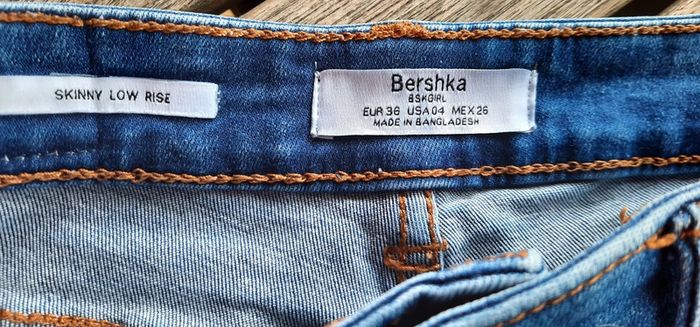 SKINNY LOW RISE
Bershka
BSKGIRL
EUR 36 USA 04 MEX 26
MADE IN BANGLADESH